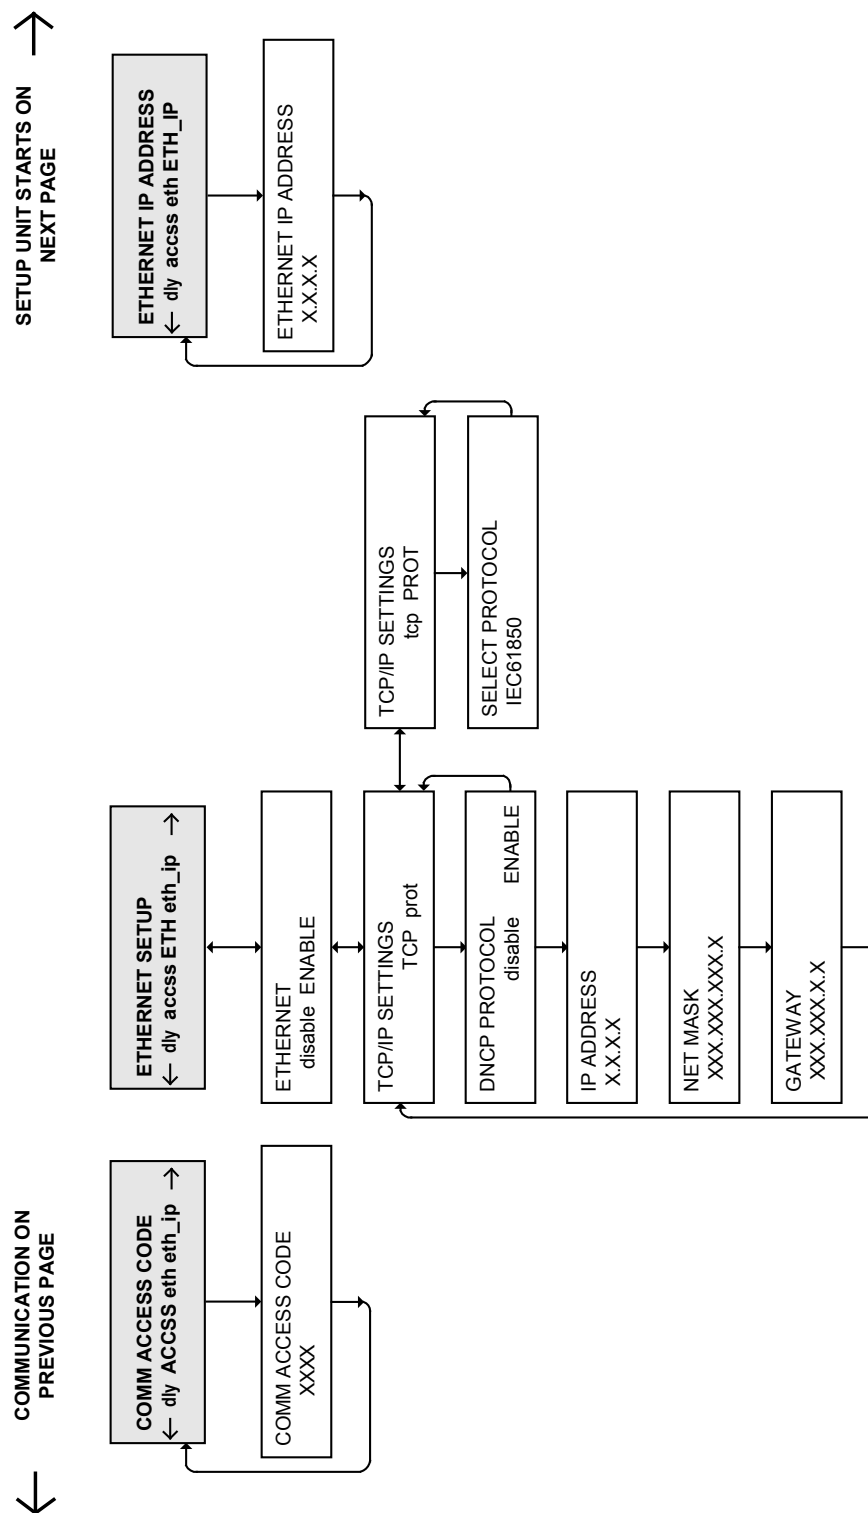 COMMUNICATION ON
PREVIOUS PAGE
SETUP UNIT STARTS ON
NEXT PAGE
COMM ACCESS CODE
← dly ACCSS eth eth_ip →
COMM ACCESS CODE
XXXX
ETHERNET SETUP
← dly accss ETH eth_ip →
ETHERNET
disable ENABLE
TCP/IP SETTINGS
TCP prot
DNCP PROTOCOL
disable ENABLE
IP ADDRESS
X.X.X.X
NET MASK
XXX.XXX.XXX.X
GATEWAY
XXX.XXX.X.X
TCP/IP SETTINGS
tcp PROT
SELECT PROTOCOL
IEC61850
ETHERNET IP ADDRESS
← dly accss eth ETH_IP
ETHERNET IP ADDRESS
X.X.X.X